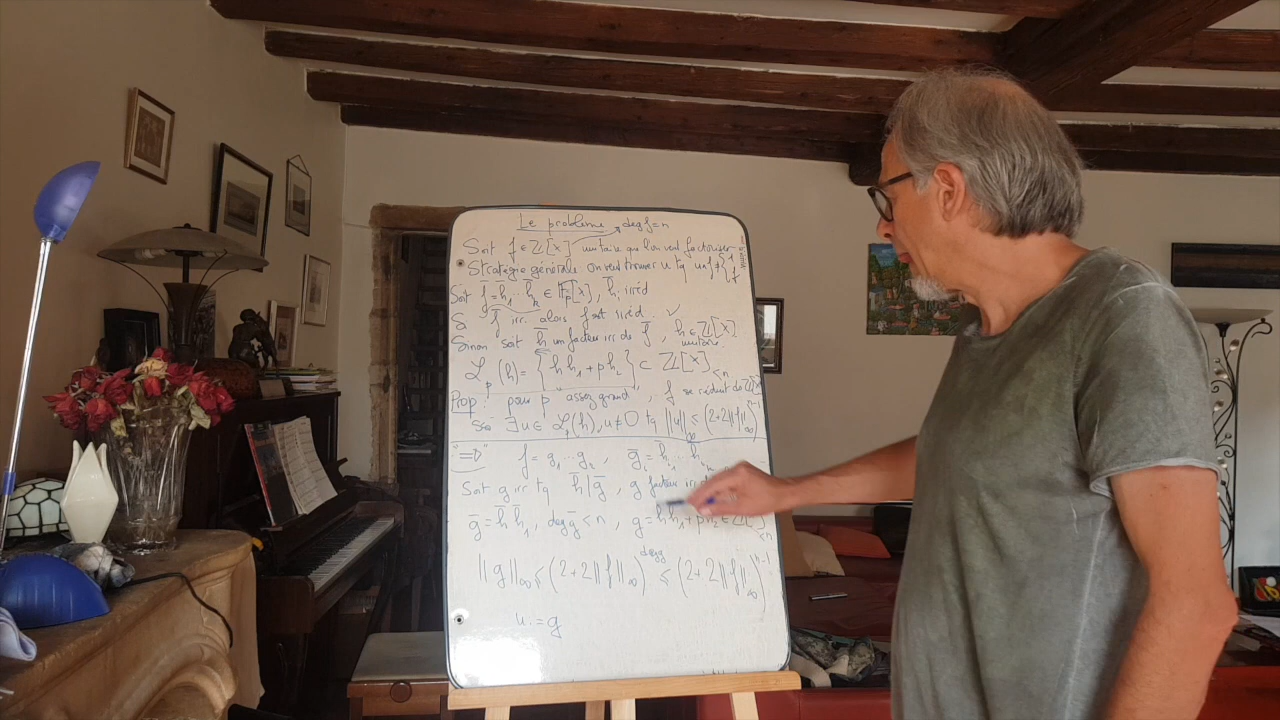 Le problème deg f = n
Soit f ∈ ℤ[x] unitaire que l'on veut factoriser
Stratégie générale On veut trouver u tq u∧f ≠ { 1 f
Soit f̄ = h̄₁ … h̄ₖ ∈ 𝔽ₚ[x], h̄ᵢ irréd
Si f̄ irr. alors f est irréd. ✓
Sinon soit h̄ un facteur irr de f̄, h ∈ ℤ[x] unitaire
ℒₚ(h) = { h h₁ + p h₂ } ⊂ ℤ[x]<n
Prop: pour p assez grand, f se réduit de ℤ[x]
Ssi ∃ u ∈ ℒₚ(h), u ≠ 0 tq ‖u‖∞ ≤ (2+2‖f‖∞)ⁿ⁻¹
"⇒" f = g₁ … g₂, ḡᵢ = h̄ᵢ₁ … h̄
Soit g irr tq h̄ | ḡ, g facteur irr
ḡ = h̄ h̄₁, deg ḡ < n, g = h h₁ + p h₂ ∈ ℤ[x]<n
‖g‖∞ ≤ (2+2‖f‖∞)^deg g ≤ (2+2‖f‖∞)ⁿ⁻¹
u := g